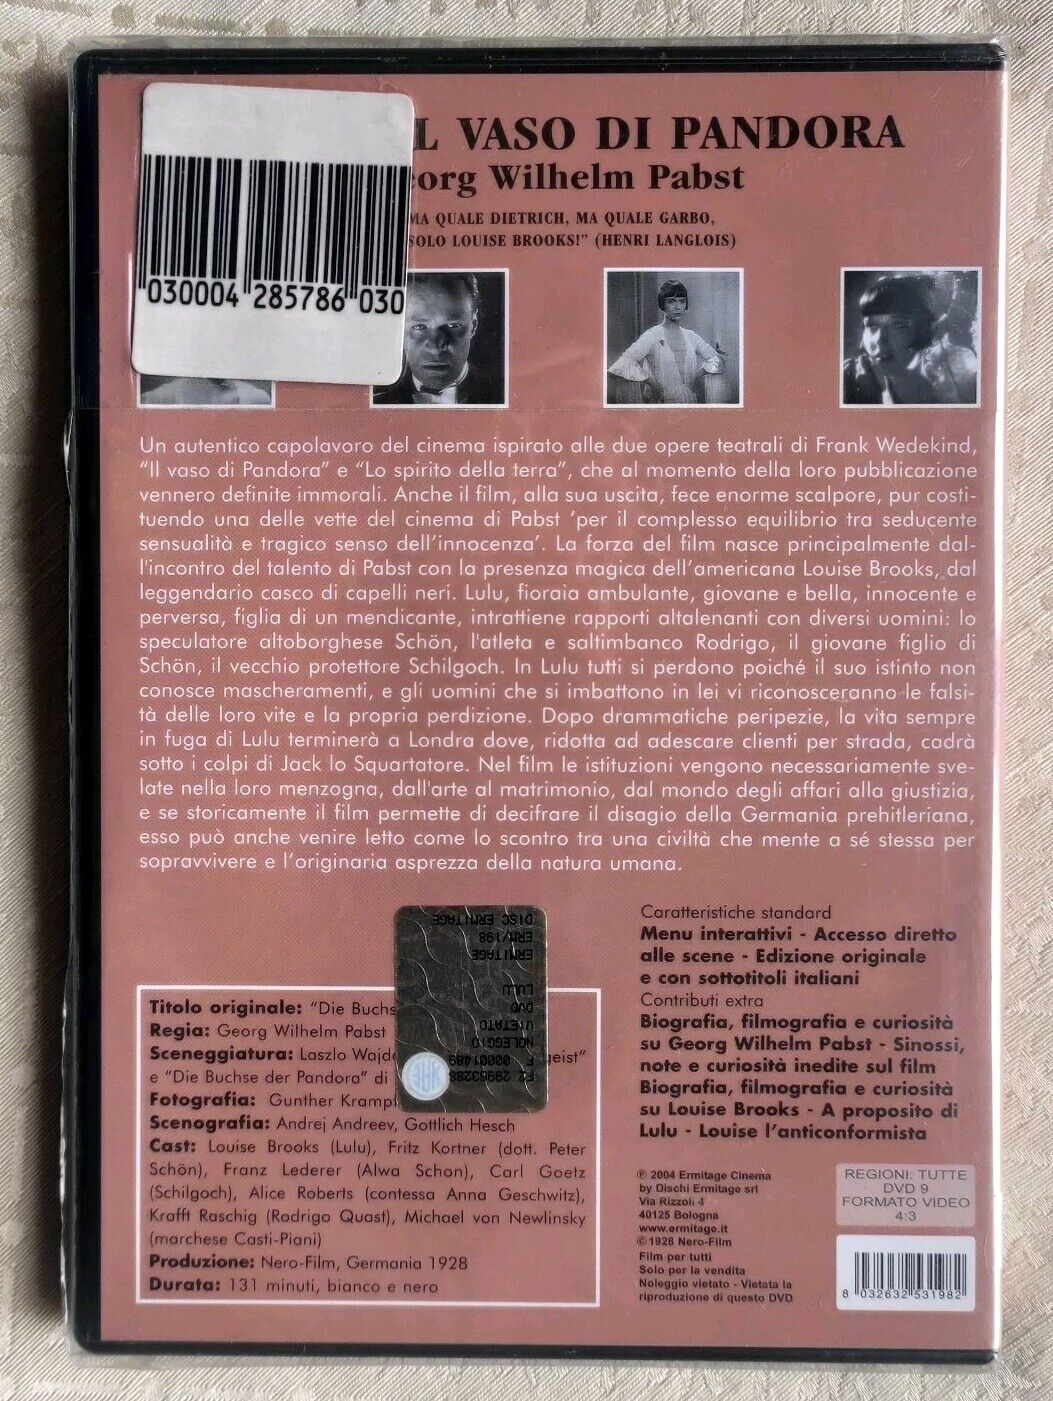 L VASO DI PANDORA
eorg Wilhelm Pabst
MA QUALE DIETRICH, MA QUALE GARBO,
SOLO LOUISE BROOKS!” (HENRI LANGLOIS)
030004 285786 030
Un autentico capolavoro del cinema ispirato alle due opere teatrali di Frank Wedekind,
“Il vaso di Pandora” e “Lo spirito della terra”, che al momento della loro pubblicazione
vennero definite immorali. Anche il film, alla sua uscita, fece enorme scalpore, pur costi-
tuendo una delle vette del cinema di Pabst ‘per il complesso equilibrio tra seducente
sensualità e tragico senso dell’innocenza’. La forza del film nasce principalmente dal-
l'incontro del talento di Pabst con la presenza magica dell’americana Louise Brooks, dal
leggendario casco di capelli neri. Lulu, fioraia ambulante, giovane e bella, innocente e
perversa, figlia di un mendicante, intrattiene rapporti altalenanti con diversi uomini: lo
speculatore altoborghese Schön, l'atleta e saltimbanco Rodrigo, il giovane figlio di
Schön, il vecchio protettore Schilgoch. In Lulu tutti si perdono poiché il suo istinto non
conosce mascheramenti, e gli uomini che si imbattono in lei vi riconosceranno le falsi-
tà delle loro vite e la propria perdizione. Dopo drammatiche peripezie, la vita sempre
in fuga di Lulu terminerà a Londra dove, ridotta ad adescare clienti per strada, cadrà
sotto i colpi di Jack lo Squartatore. Nel film le istituzioni vengono necessariamente sve-
late nella loro menzogna, dall'arte al matrimonio, dal mondo degli affari alla giustizia,
e se storicamente il film permette di decifrare il disagio della Germania prehitleriana,
esso può anche venire letto come lo scontro tra una civiltà che mente a sé stessa per
sopravvivere e l’originaria asprezza della natura umana.
Titolo originale: “Die Buchs
Regia: Georg Wilhelm Pabst
Sceneggiatura: Laszlo Wajd geist”
e “Die Buchse der Pandora” di
Fotografia: Gunther Kramp
Scenografia: Andrej Andreev, Gottlich Hesch
Cast: Louise Brooks (Lulu), Fritz Kortner (dott. Peter
Schön), Franz Lederer (Alwa Schon), Carl Goetz
(Schilgoch), Alice Roberts (contessa Anna Geschwitz),
Krafft Raschig (Rodrigo Quast), Michael von Newlinsky
(marchese Casti-Piani)
Produzione: Nero-Film, Germania 1928
Durata: 131 minuti, bianco e nero
FZ 29963288
F 00001489
NOLEGGIO
VIETATO
DVD
LULU
ERMITAGE
ERM/198
DISC ERMITAGE
Caratteristiche standard
Menu interattivi - Accesso diretto
alle scene - Edizione originale
e con sottotitoli italiani
Contributi extra
Biografia, filmografia e curiosità
su Georg Wilhelm Pabst - Sinossi,
note e curiosità inedite sul film
Biografia, filmografia e curiosità
su Louise Brooks - A proposito di
Lulu - Louise l’anticonformista
℗ 2004 Ermitage Cinema
by Dischi Ermitage srl
Via Rizzoli 4
40125 Bologna
www.ermitage.it
©1928 Nero-Film
Film per tutti
Solo per la vendita
Noleggio vietato - Vietata la
riproduzione di questo DVD
REGIONI: TUTTE
DVD 9
FORMATO VIDEO
4:3
8 032632 531982